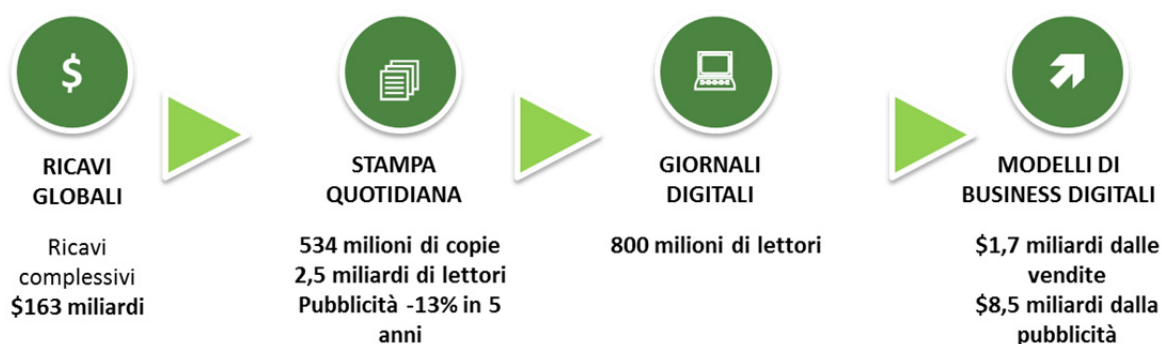 $
RICAVI
GLOBALI
Ricavi
complessivi
$163 miliardi
STAMPA
QUOTIDIANA
534 milioni di copie
2,5 miliardi di lettori
Pubblicità -13% in 5
anni
GIORNALI
DIGITALI
800 milioni di lettori
MODELLI DI
BUSINESS DIGITALI
$1,7 miliardi dalle
vendite
$8,5 miliardi dalla
pubblicità